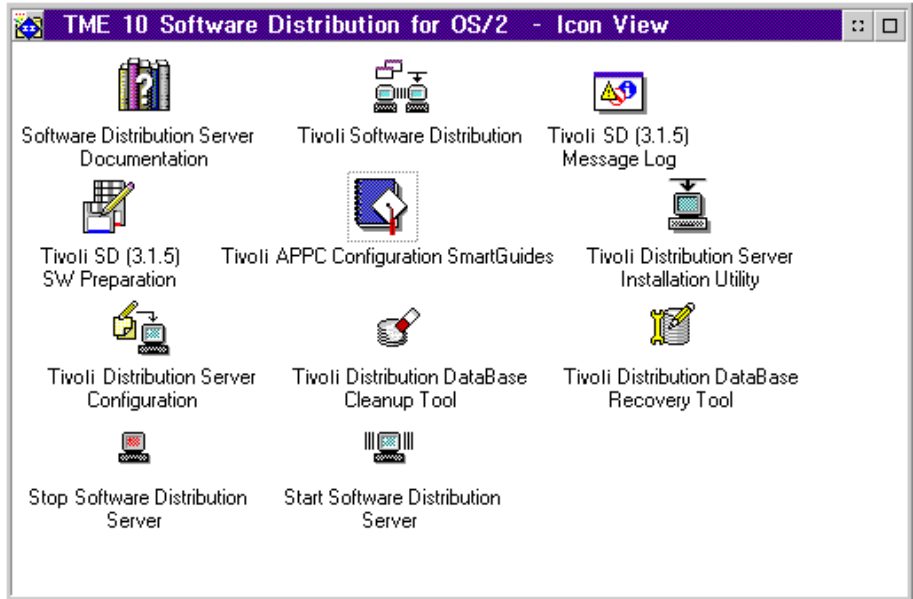 TME 10 Software Distribution for OS/2 - Icon View
Software Distribution Server
Documentation
Tivoli Software Distribution
Tivoli SD (3.1.5)
Message Log
Tivoli SD (3.1.5)
SW Preparation
Tivoli APPC Configuration SmartGuides
Tivoli Distribution Server
Installation Utility
Tivoli Distribution Server
Configuration
Tivoli Distribution DataBase
Cleanup Tool
Tivoli Distribution DataBase
Recovery Tool
Stop Software Distribution
Server
Start Software Distribution
Server